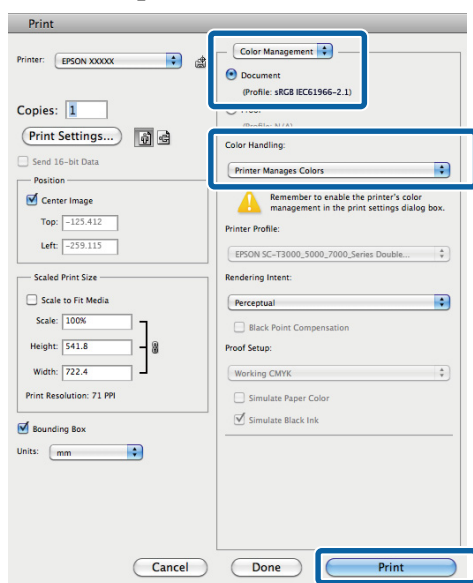 Print
Printer: EPSON XXXXX
Copies: 1
Print Settings...
Send 16-bit Data
Position
Center Image
Top: -125.412
Left: -259.115
Scaled Print Size
Scale to Fit Media
Scale: 100%
Height: 541.8
Width: 722.4
Print Resolution: 71 PPI
Bounding Box
Units: mm
Color Management
Document
(Profile: sRGB IEC61966-2.1)
Color Handling:
Printer Manages Colors
Remember to enable the printer's color
management in the print settings dialog box.
Printer Profile:
EPSON SC-T3000_5000_7000_Series Double...
Rendering Intent:
Perceptual
Black Point Compensation
Proof Setup:
Working CMYK
Simulate Paper Color
Simulate Black Ink
Cancel
Done
Print